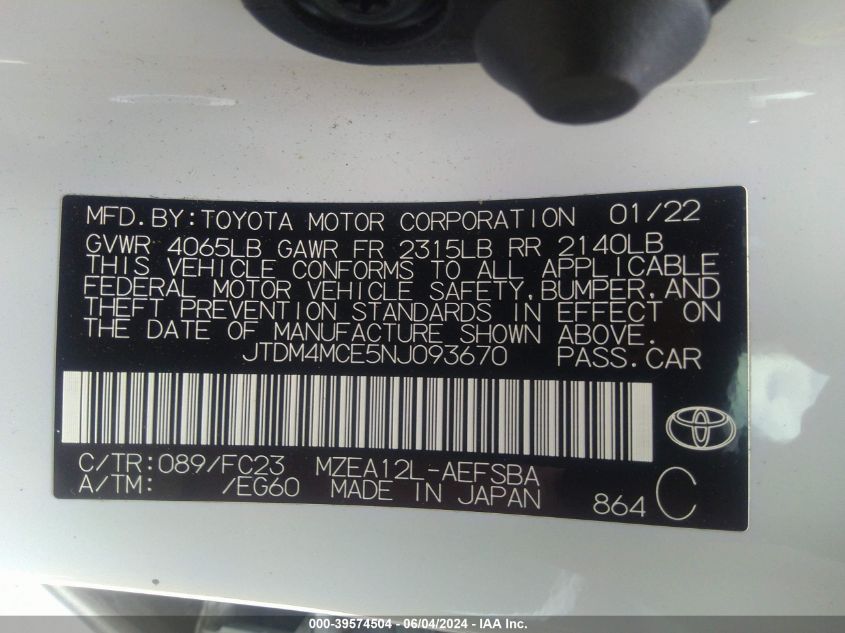 MFD.BY:TOYOTA MOTOR CORPORATION 01/22
GVWR 4065LB GAWR FR 2315LB RR 2140LB
THIS VEHICLE CONFORMS TO ALL APPLICABLE
FEDERAL MOTOR VEHICLE SAFETY,BUMPER,AND
THEFT PREVENTION STANDARDS IN EFFECT ON
THE DATE OF MANUFACTURE SHOWN ABOVE.
JTDM4MCE5NJ093670 PASS.CAR
C/TR:089/FC23 MZEA12L-AEFSBA
A/TM: /EG60 MADE IN JAPAN 864 C
000-39574504 - 06/04/2024 - IAA Inc.